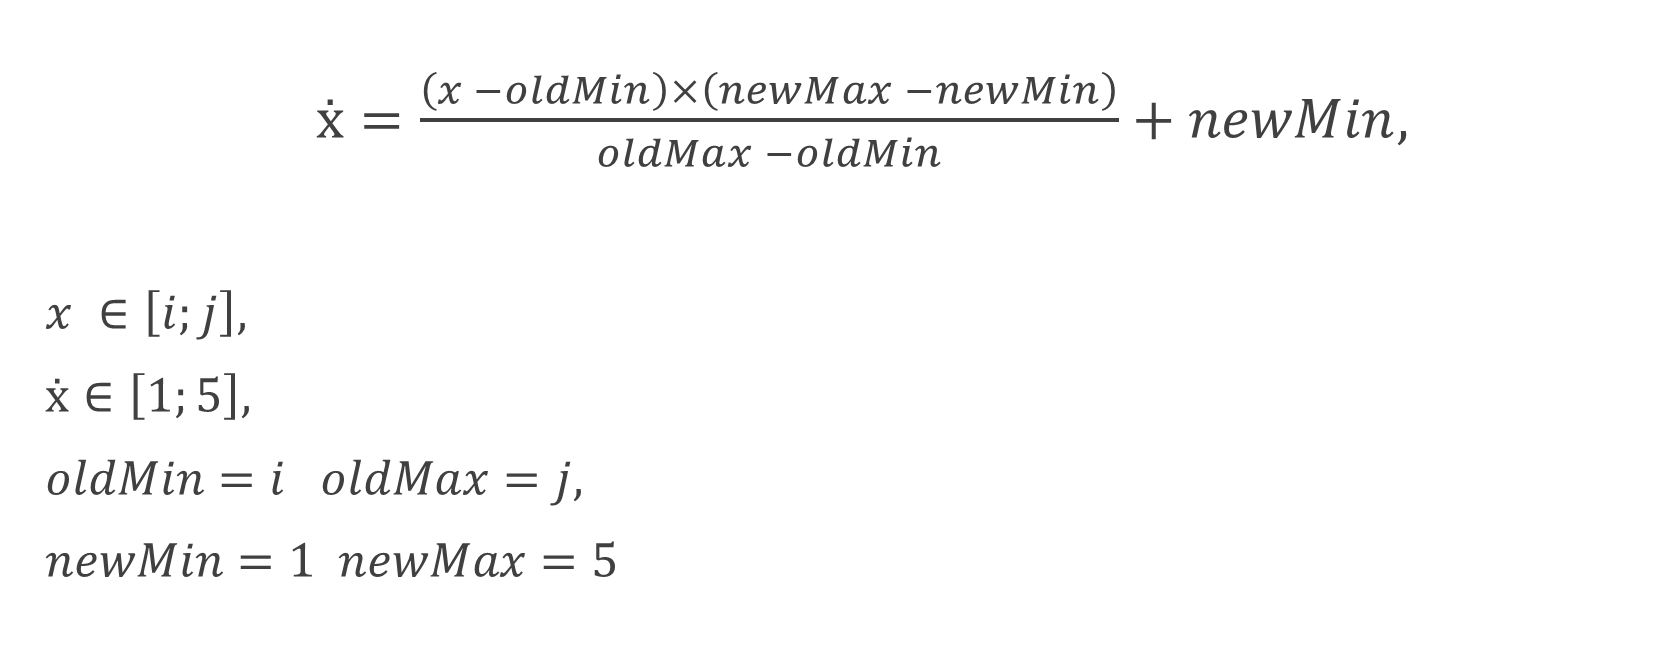 ẋ = (x −oldMin)×(newMax −newMin) / oldMax −oldMin + newMin,
x ∈ [i; j],
ẋ ∈ [1; 5],
oldMin = i oldMax = j,
newMin = 1 newMax = 5